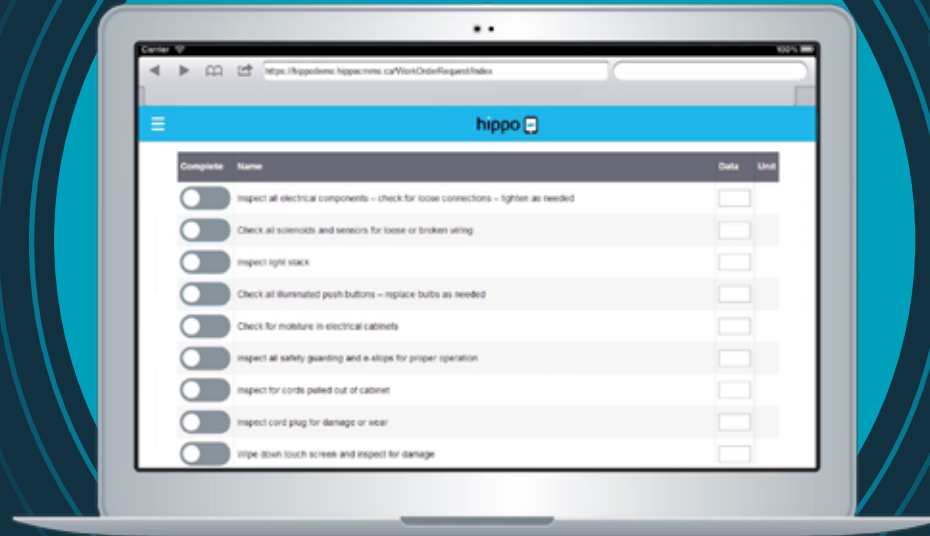 Carrier 100%
https://hippodemo.hippocmms.ca/WorkOrderRequest/Index
hippo
Complete Name Data Unit
Inspect all electrical components – check for loose connections – tighten as needed
Check all solenoids and sensors for loose or broken wiring
Inspect light stack
Check all illuminated push buttons – replace bulbs as needed
Check for moisture in electrical cabinets
Inspect all safety guarding and e-stops for proper operation
Inspect for cords pulled out of cabinet
Inspect cord plug for damage or wear
Wipe down touch screen and inspect for damage